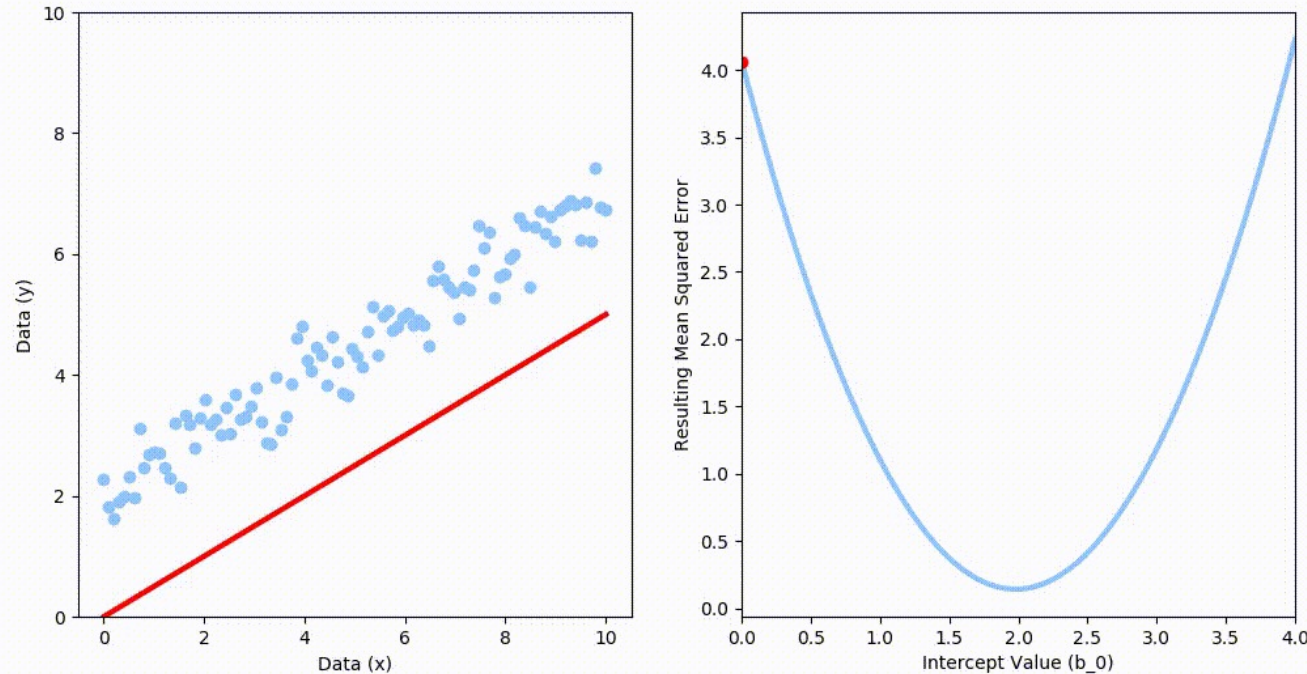 10
8
6
4
2
0
Data (y)
0 2 4 6 8 10
Data (x)
4.0
3.5
3.0
2.5
2.0
1.5
1.0
0.5
0.0
Resulting Mean Squared Error
0.0 0.5 1.0 1.5 2.0 2.5 3.0 3.5 4.0
Intercept Value (b_0)